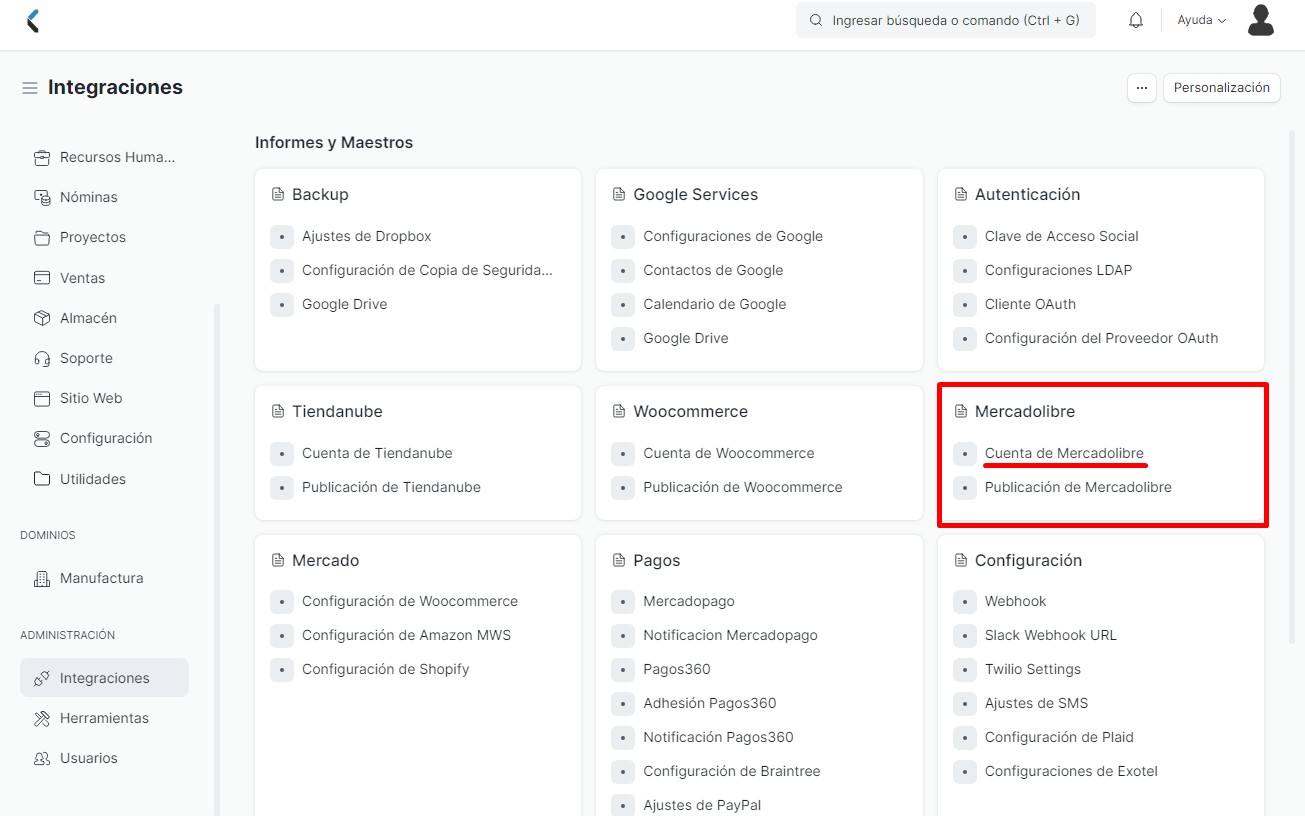 Ingresar búsqueda o comando (Ctrl + G)
Ayuda
Integraciones
...
Personalización
Recursos Huma...
Nóminas
Proyectos
Ventas
Almacén
Soporte
Sitio Web
Configuración
Utilidades
DOMINIOS
Manufactura
ADMINISTRACIÓN
Integraciones
Herramientas
Usuarios
Informes y Maestros
Backup
Ajustes de Dropbox
Configuración de Copia de Segurida...
Google Drive
Google Services
Configuraciones de Google
Contactos de Google
Calendario de Google
Google Drive
Autenticación
Clave de Acceso Social
Configuraciones LDAP
Cliente OAuth
Configuración del Proveedor OAuth
Tiendanube
Cuenta de Tiendanube
Publicación de Tiendanube
Woocommerce
Cuenta de Woocommerce
Publicación de Woocommerce
Mercadolibre
Cuenta de Mercadolibre
Publicación de Mercadolibre
Mercado
Configuración de Woocommerce
Configuración de Amazon MWS
Configuración de Shopify
Pagos
Mercadopago
Notificacion Mercadopago
Pagos360
Adhesión Pagos360
Notificación Pagos360
Configuración de Braintree
Ajustes de PayPal
Configuración
Webhook
Slack Webhook URL
Twilio Settings
Ajustes de SMS
Configuración de Plaid
Configuraciones de Exotel